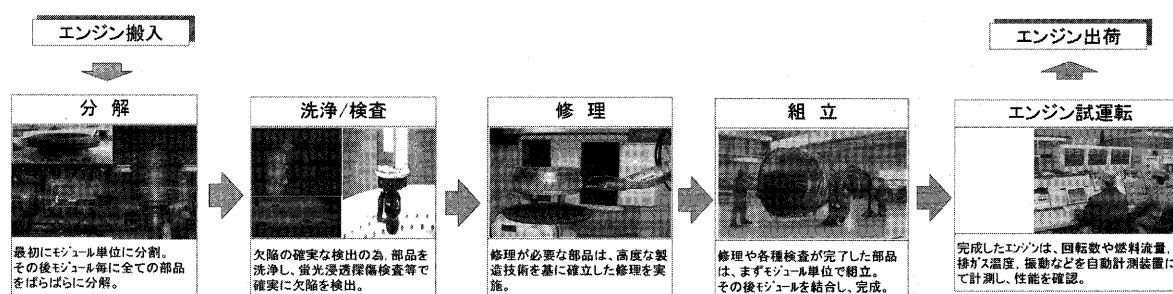 エンジン搬入
エンジン出荷
分 解
洗浄/検査
修 理
組 立
エンジン試運転
最初にモジュール単位に分割。
その後モジュール毎に全ての部品
をばらばらに分解。
欠陥の確実な検出の為、部品を
洗浄し、蛍光浸透探傷検査等で
確実に欠陥を検出。
修理が必要な部品は、高度な製
造技術を基に確立した修理を実
施。
修理や各種検査が完了した部品
は、まずモジュール単位で組立。
その後モジュールを結合し、完成。
完成したエンジンは、回転数や燃料流量，
排ガス温度，振動などを自動計測装置に
て計測し、性能を確認。